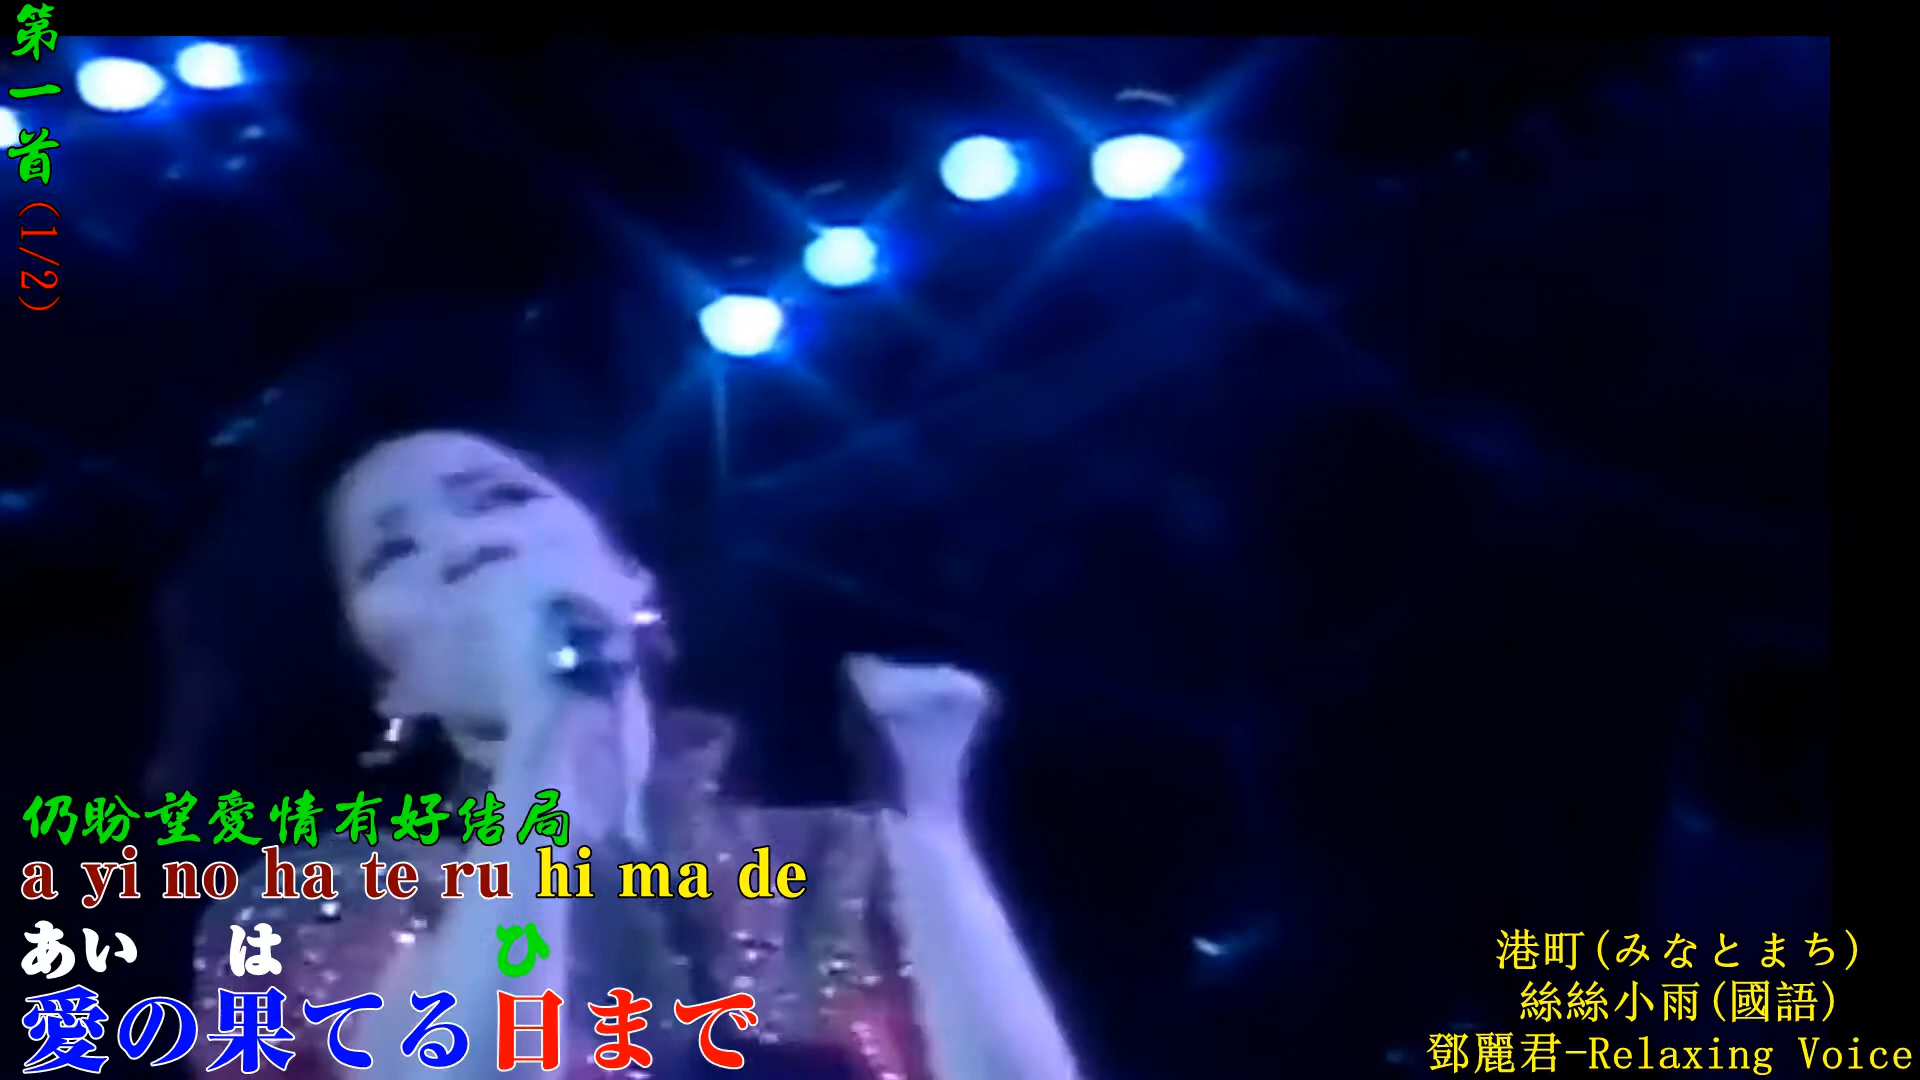 第一首(1/2)
仍盼望愛情有好结局
a yi no ha te ru hi ma de
あい は ひ
愛の果てる日まで
港町(みなとまち)
絲絲小雨(國語)
鄧麗君-Relaxing Voice